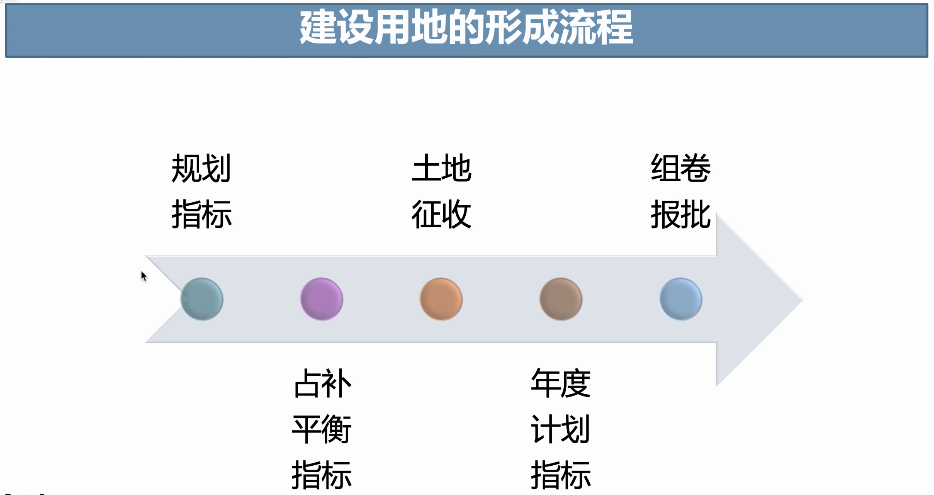 建设用地的形成流程
规划
指标
土地
征收
组卷
报批
占补
平衡
指标
年度
计划
指标